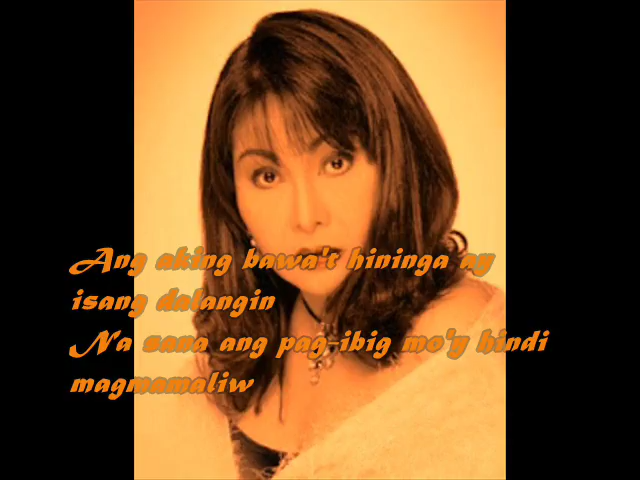 Ang aking bawa't hininga ay
isang dalangin
Na sana ang pag-ibig mo'y hindi
magmamaliw